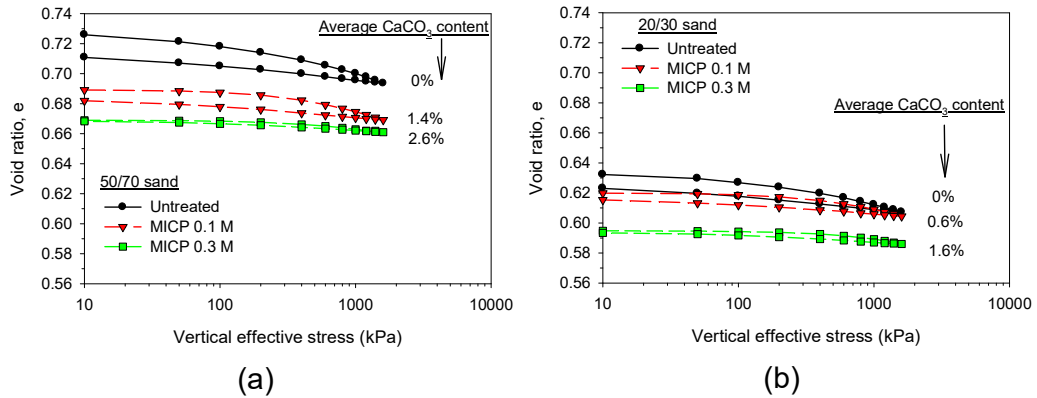 0.74
0.72
0.70
0.68
0.66
0.64
0.62
0.60
0.58
0.56
Void ratio, e
Average CaCO3 content
0%
1.4%
2.6%
50/70 sand
Untreated
MICP 0.1 M
MICP 0.3 M
10
100
1000
10000
Vertical effective stress (kPa)
(a)
0.74
0.72
0.70
0.68
0.66
0.64
0.62
0.60
0.58
0.56
Void ratio, e
20/30 sand
Untreated
MICP 0.1 M
MICP 0.3 M
Average CaCO3 content
0%
0.6%
1.6%
10
100
1000
10000
Vertical effective stress (kPa)
(b)